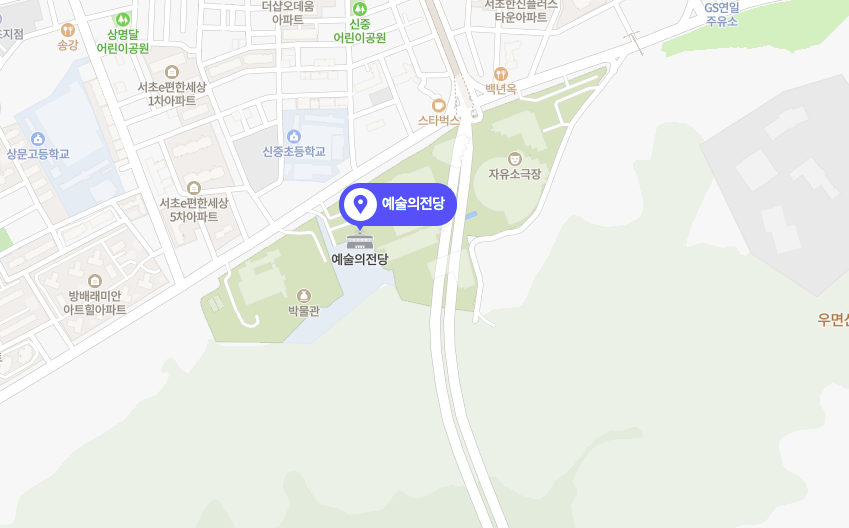 더샵오데움
아파트
서초한신플러스
타운아파트
GS연일
주유소
초지점
송강
상명달
어린이공원
신중
어린이공원
서초e편한세상
1차아파트
백년옥
스타벅스
상문고등학교
신중초등학교
자유소극장
서초e편한세상
5차아파트
예술의전당
예술의전당
방배래미안
아트힐아파트
박물관
우면산